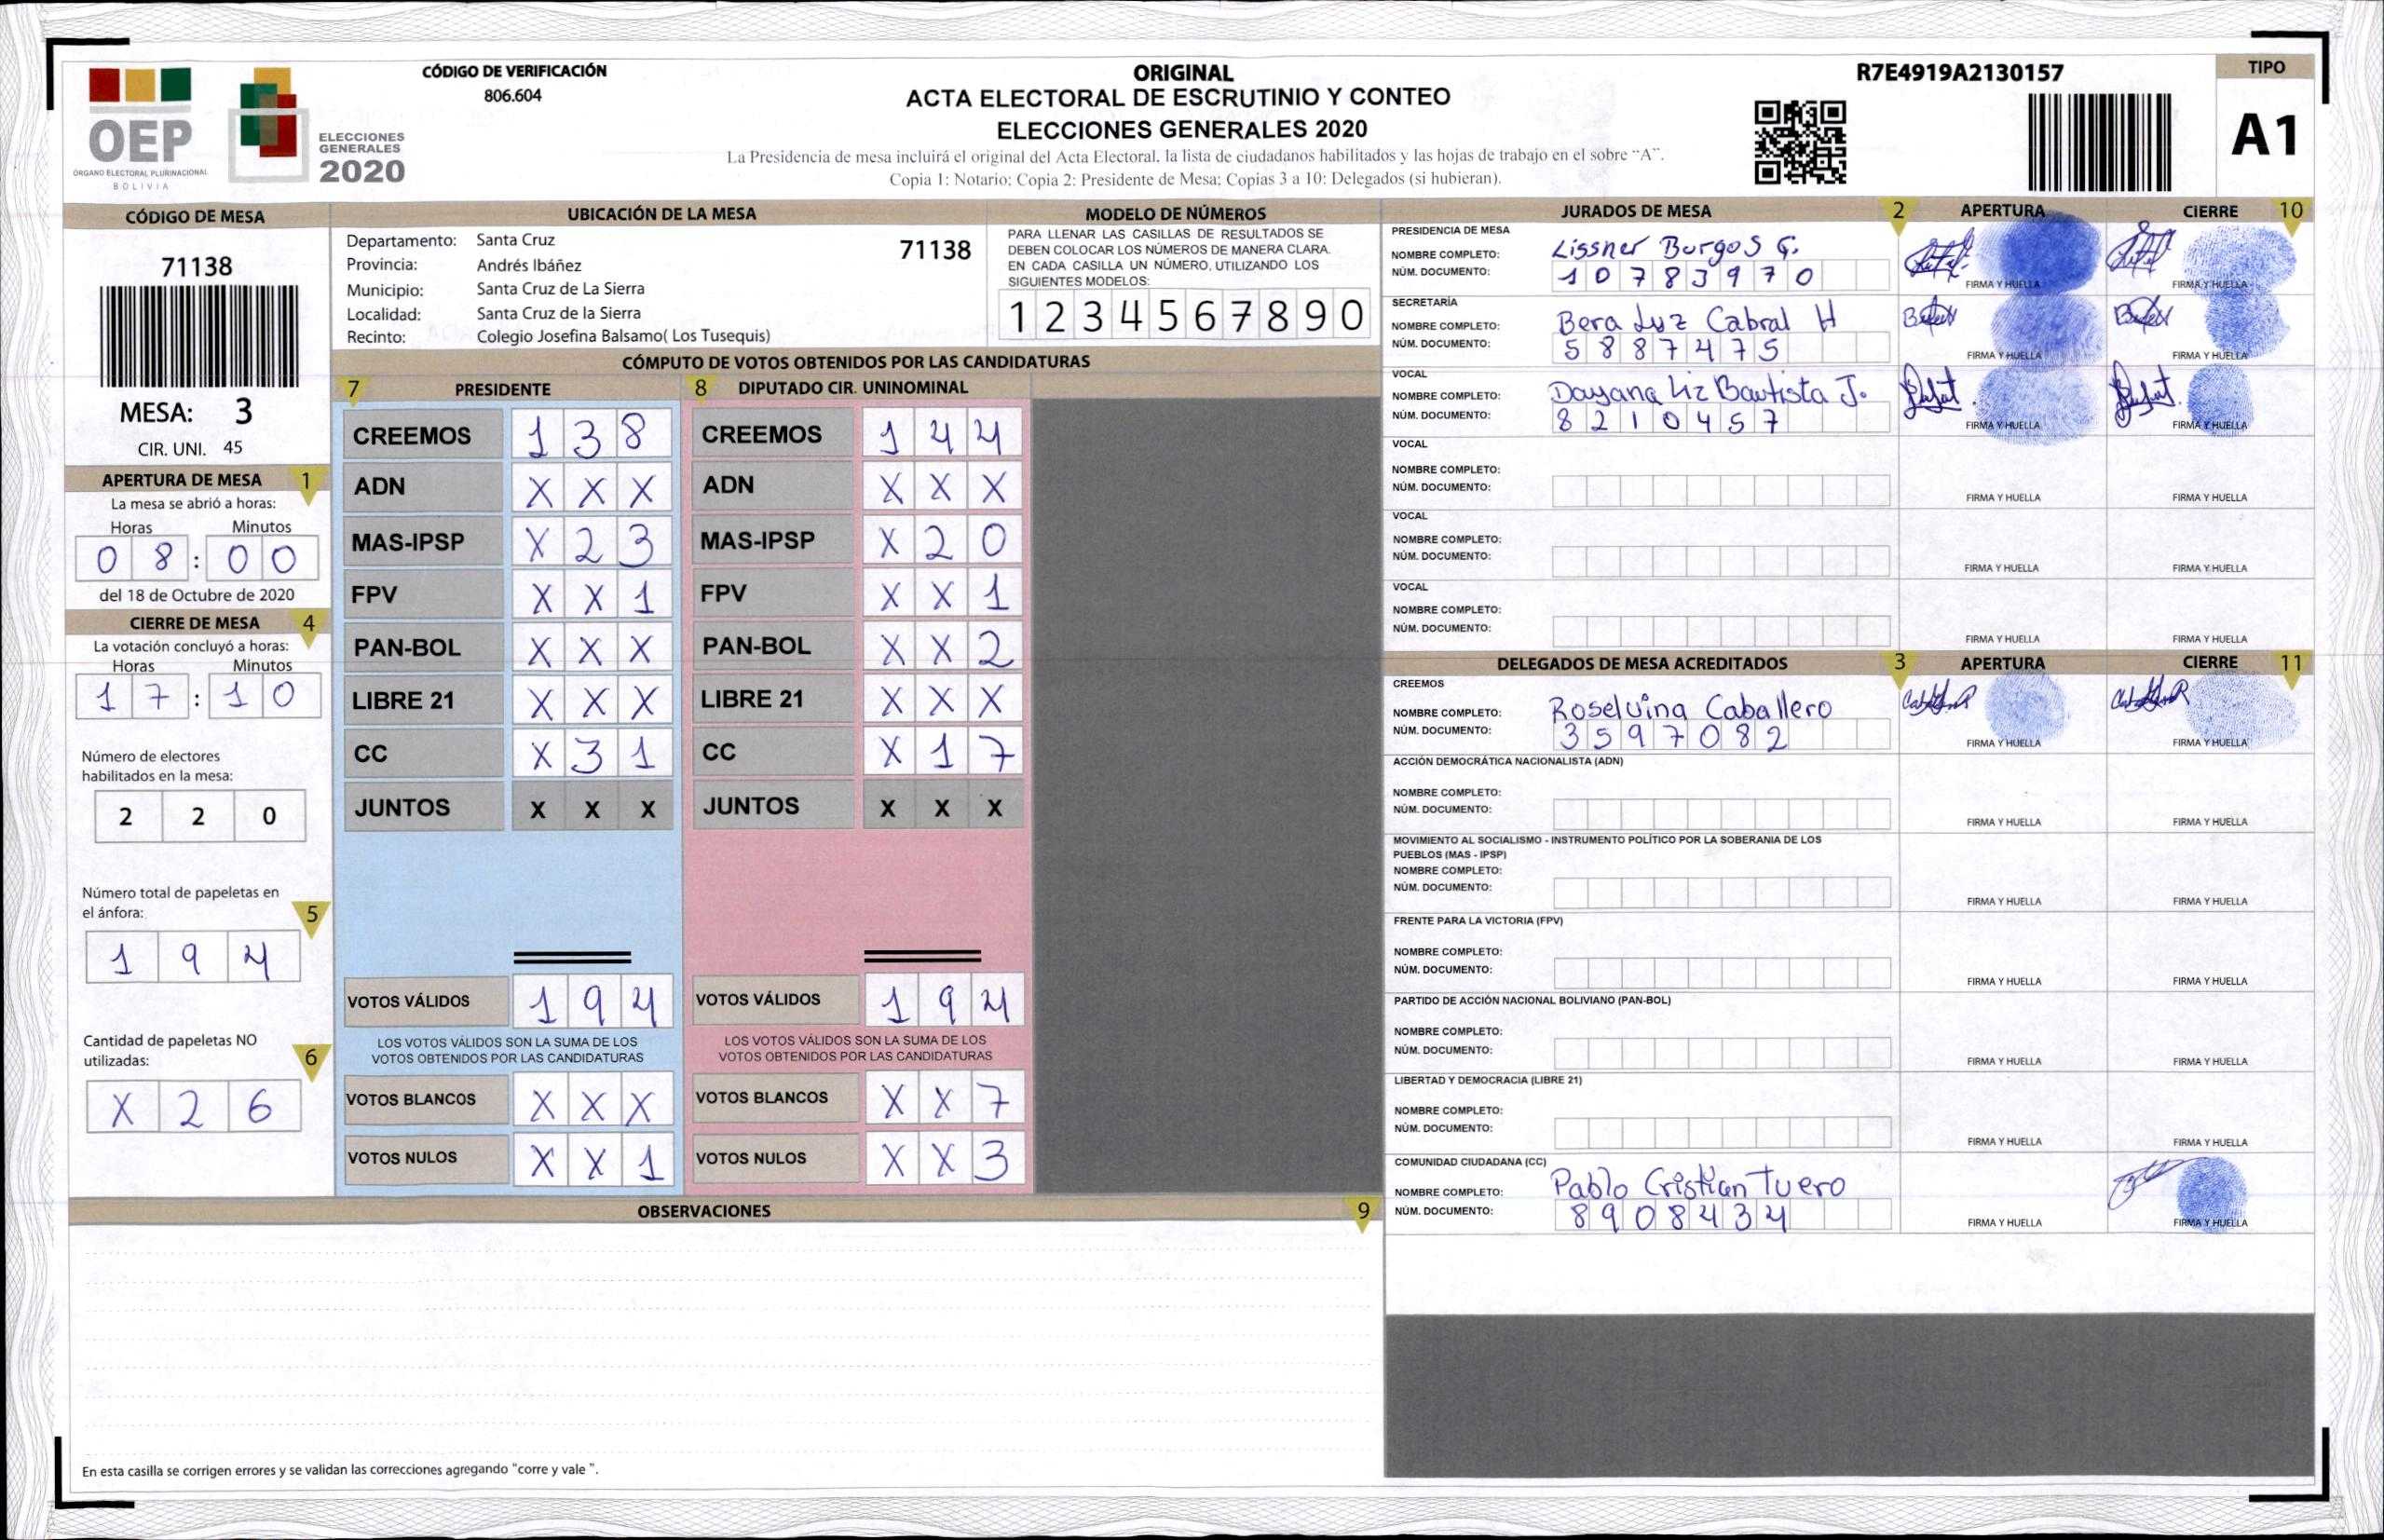 CÓDIGO DE VERIFICACIÓN
806.604
ORIGINAL
ACTA ELECTORAL DE ESCRUTINIO Y CONTEO
ELECCIONES GENERALES 2020
La Presidencia de mesa incluirá el original del Acta Electoral, la lista de ciudadanos habilitados y las hojas de trabajo en el sobre "A".
Copia 1: Notario; Copia 2: Presidente de Mesa; Copias 3 a 10: Delegados (si hubieran).
R7E4919A2130157
TIPO
A1
OEP
ÓRGANO ELECTORAL PLURINACIONAL
BOLIVIA
ELECCIONES
GENERALES
2020
CÓDIGO DE MESA
71138
MESA: 3
CIR. UNI. 45
APERTURA DE MESA 1
La mesa se abrió a horas:
Horas Minutos
0 8 : 0 0
del 18 de Octubre de 2020
CIERRE DE MESA 4
La votación concluyó a horas:
Horas Minutos
1 7 : 1 0
Número de electores
habilitados en la mesa:
2 2 0
Número total de papeletas en
el ánfora: 5
1 9 4
Cantidad de papeletas NO
utilizadas: 6
X 2 6
UBICACIÓN DE LA MESA
Departamento: Santa Cruz 71138
Provincia: Andrés Ibáñez
Municipio: Santa Cruz de La Sierra
Localidad: Santa Cruz de la Sierra
Recinto: Colegio Josefina Balsamo( Los Tusequis)
MODELO DE NÚMEROS
PARA LLENAR LAS CASILLAS DE RESULTADOS SE
DEBEN COLOCAR LOS NÚMEROS DE MANERA CLARA.
EN CADA CASILLA UN NÚMERO, UTILIZANDO LOS
SIGUIENTES MODELOS:
1 2 3 4 5 6 7 8 9 0
CÓMPUTO DE VOTOS OBTENIDOS POR LAS CANDIDATURAS
7 PRESIDENTE
CREEMOS 1 3 8
ADN X X X
MAS-IPSP X 2 3
FPV X X 1
PAN-BOL X X X
LIBRE 21 X X X
CC X 3 1
JUNTOS X X X
VOTOS VÁLIDOS 1 9 4
LOS VOTOS VÁLIDOS SON LA SUMA DE LOS
VOTOS OBTENIDOS POR LAS CANDIDATURAS
VOTOS BLANCOS X X X
VOTOS NULOS X X 1
8 DIPUTADO CIR. UNINOMINAL
CREEMOS 1 4 4
ADN X X X
MAS-IPSP X 2 0
FPV X X 1
PAN-BOL X X 2
LIBRE 21 X X X
CC X 1 7
JUNTOS X X X
VOTOS VÁLIDOS 1 9 4
LOS VOTOS VÁLIDOS SON LA SUMA DE LOS
VOTOS OBTENIDOS POR LAS CANDIDATURAS
VOTOS BLANCOS X X 7
VOTOS NULOS X X 3
OBSERVACIONES 9
En esta casilla se corrigen errores y se validan las correcciones agregando "corre y vale ".
JURADOS DE MESA 2 APERTURA CIERRE 10
PRESIDENCIA DE MESA
NOMBRE COMPLETO: Lissner Burgos G.
NÚM. DOCUMENTO: 1 0 7 8 3 9 7 0
FIRMA Y HUELLA FIRMA Y HUELLA
SECRETARÍA
NOMBRE COMPLETO: Bera Luz Cabral H
NÚM. DOCUMENTO: 5 8 8 7 4 7 5
FIRMA Y HUELLA FIRMA Y HUELLA
VOCAL
NOMBRE COMPLETO: Dayana Liz Bautista J.
NÚM. DOCUMENTO: 8 2 1 0 4 5 7
FIRMA Y HUELLA FIRMA Y HUELLA
VOCAL
NOMBRE COMPLETO:
NÚM. DOCUMENTO:
FIRMA Y HUELLA FIRMA Y HUELLA
VOCAL
NOMBRE COMPLETO:
NÚM. DOCUMENTO:
FIRMA Y HUELLA FIRMA Y HUELLA
VOCAL
NOMBRE COMPLETO:
NÚM. DOCUMENTO:
FIRMA Y HUELLA FIRMA Y HUELLA
DELEGADOS DE MESA ACREDITADOS 3 APERTURA CIERRE 11
CREEMOS
NOMBRE COMPLETO: Roselvina Caballero
NÚM. DOCUMENTO: 3 5 9 7 0 8 2
FIRMA Y HUELLA FIRMA Y HUELLA
ACCIÓN DEMOCRÁTICA NACIONALISTA (ADN)
NOMBRE COMPLETO:
NÚM. DOCUMENTO:
FIRMA Y HUELLA FIRMA Y HUELLA
MOVIMIENTO AL SOCIALISMO - INSTRUMENTO POLÍTICO POR LA SOBERANIA DE LOS
PUEBLOS (MAS - IPSP)
NOMBRE COMPLETO:
NÚM. DOCUMENTO:
FIRMA Y HUELLA FIRMA Y HUELLA
FRENTE PARA LA VICTORIA (FPV)
NOMBRE COMPLETO:
NÚM. DOCUMENTO:
FIRMA Y HUELLA FIRMA Y HUELLA
PARTIDO DE ACCIÓN NACIONAL BOLIVIANO (PAN-BOL)
NOMBRE COMPLETO:
NÚM. DOCUMENTO:
FIRMA Y HUELLA FIRMA Y HUELLA
LIBERTAD Y DEMOCRACIA (LIBRE 21)
NOMBRE COMPLETO:
NÚM. DOCUMENTO:
FIRMA Y HUELLA FIRMA Y HUELLA
COMUNIDAD CIUDADANA (CC)
NOMBRE COMPLETO: Pablo Cristian Tuero
NÚM. DOCUMENTO: 8 9 0 8 4 3 4
FIRMA Y HUELLA FIRMA Y HUELLA